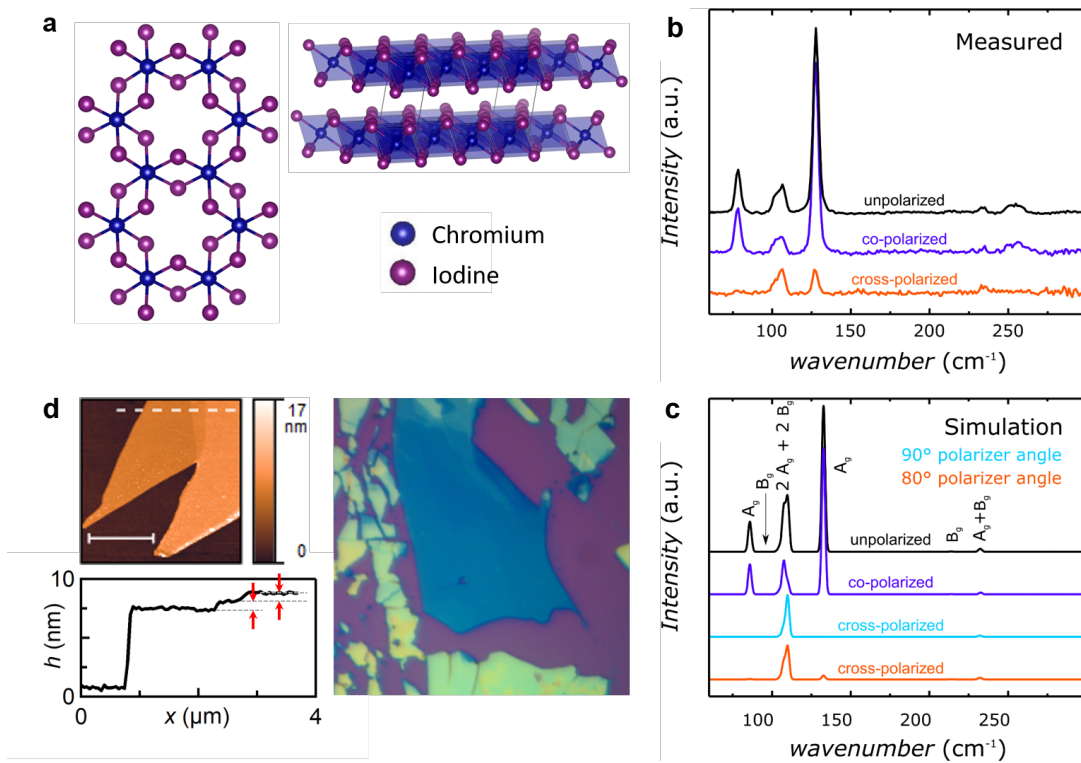 a
Chromium
Iodine
b
Measured
Intensity (a.u.)
unpolarized
co-polarized
cross-polarized
100 150 200 250
wavenumber (cm⁻¹)
d
17
nm
0
10
h (nm)
0
0 4
x (µm)
c
Simulation
90° polarizer angle
80° polarizer angle
Intensity (a.u.)
A_g
B_g
2 A_g + 2 B_g
A_g
B_g
A_g+B_g
unpolarized
co-polarized
cross-polarized
cross-polarized
100 150 200 250
wavenumber (cm⁻¹)